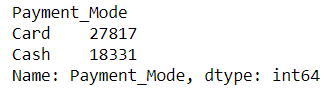 Payment_Mode
Card    27817
Cash    18331
Name: Payment_Mode, dtype: int64